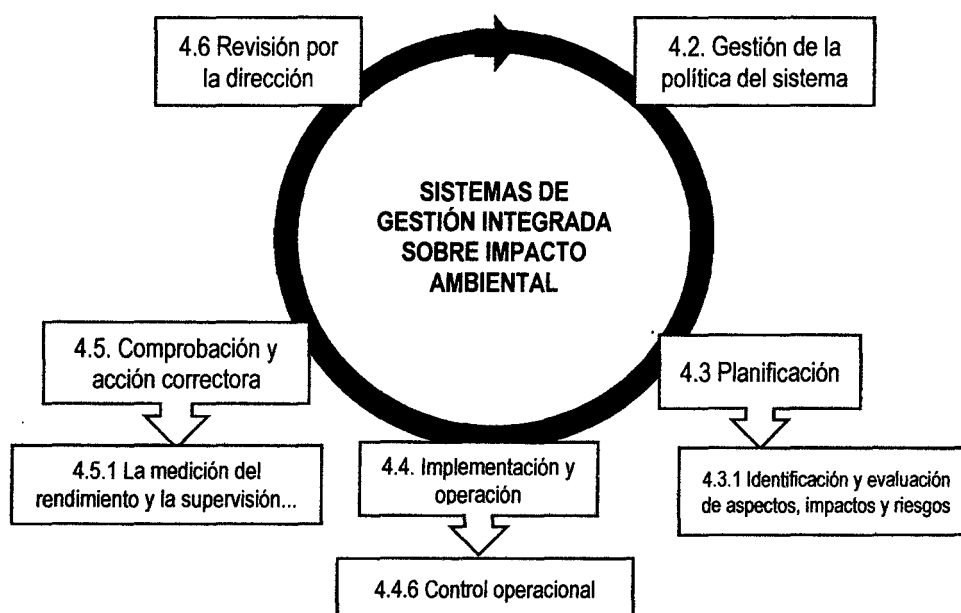 4.6 Revisión por
la dirección
4.2. Gestión de la
política del sistema
SISTEMAS DE
GESTIÓN INTEGRADA
SOBRE IMPACTO
AMBIENTAL
4.5. Comprobación y
acción correctora
4.3 Planificación
4.5.1 La medición del
rendimiento y la supervisión...
4.4. Implementación y
operación
4.3.1 Identificación y evaluación
de aspectos, impactos y riesgos
4.4.6 Control operacional